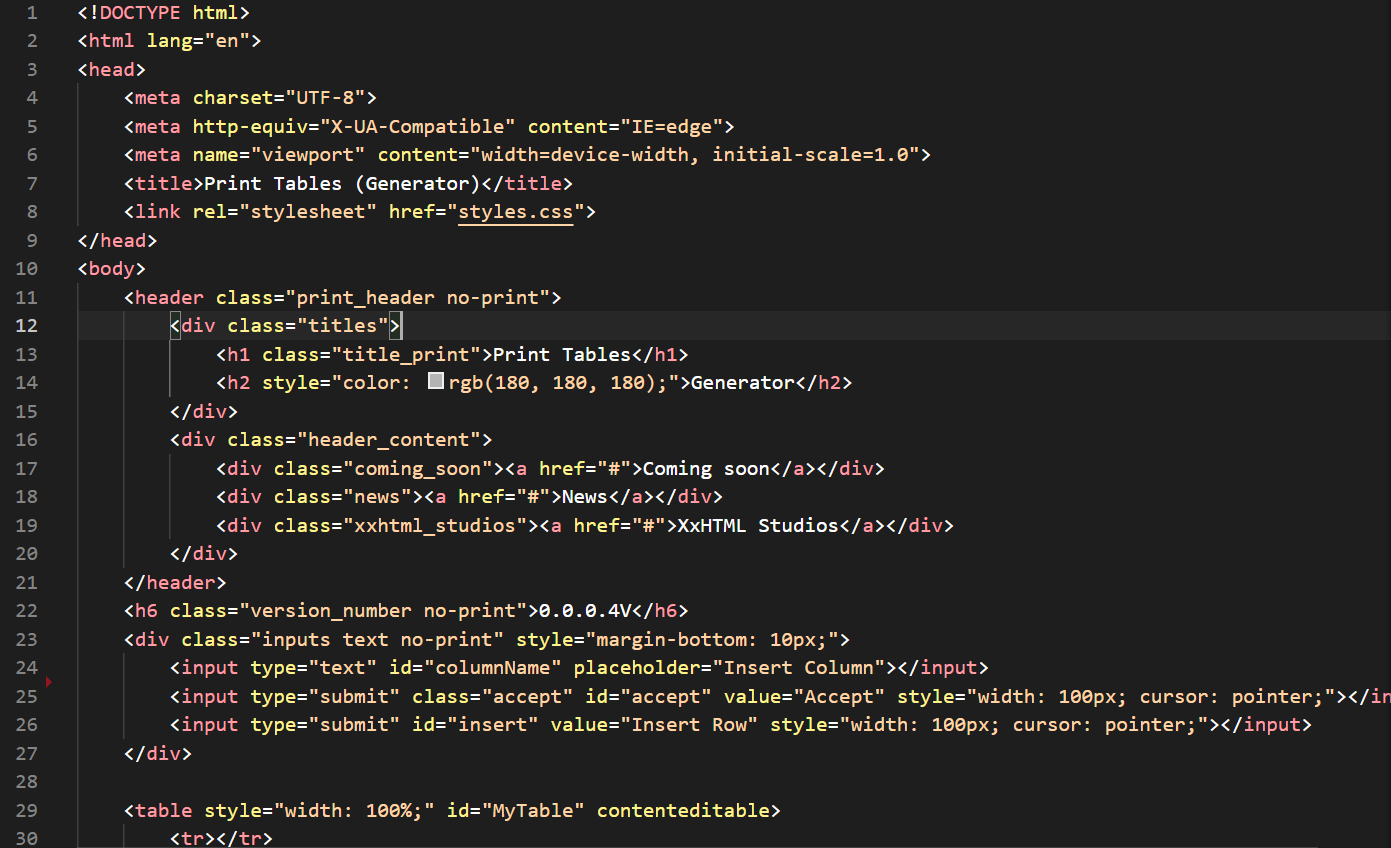 1 <!DOCTYPE html>
2 <html lang="en">
3 <head>
4     <meta charset="UTF-8">
5     <meta http-equiv="X-UA-Compatible" content="IE=edge">
6     <meta name="viewport" content="width=device-width, initial-scale=1.0">
7     <title>Print Tables (Generator)</title>
8     <link rel="stylesheet" href="styles.css">
9 </head>
10 <body>
11     <header class="print_header no-print">
12         <div class="titles">
13             <h1 class="title_print">Print Tables</h1>
14             <h2 style="color: rgb(180, 180, 180);">Generator</h2>
15         </div>
16         <div class="header_content">
17             <div class="coming_soon"><a href="#">Coming soon</a></div>
18             <div class="news"><a href="#">News</a></div>
19             <div class="xxhtml_studios"><a href="#">XxHTML Studios</a></div>
20         </div>
21     </header>
22     <h6 class="version_number no-print">0.0.0.4V</h6>
23     <div class="inputs text no-print" style="margin-bottom: 10px;">
24         <input type="text" id="columnName" placeholder="Insert Column"></input>
25         <input type="submit" class="accept" id="accept" value="Accept" style="width: 100px; cursor: pointer;"></in
26         <input type="submit" id="insert" value="Insert Row" style="width: 100px; cursor: pointer;"></input>
27     </div>
28
29     <table style="width: 100%;" id="MyTable" contenteditable>
30         <tr></tr>